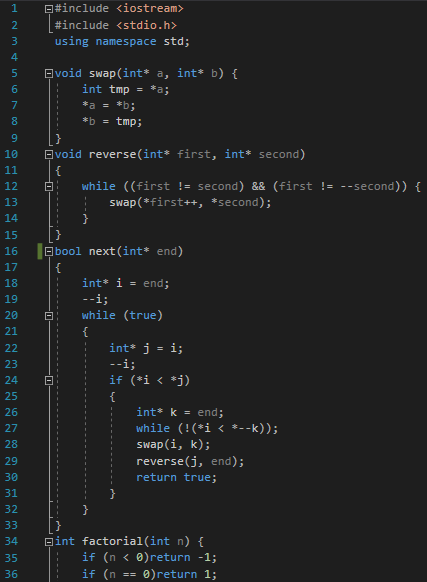 1 #include <iostream>
2 #include <stdio.h>
3 using namespace std;
4
5 void swap(int* a, int* b) {
6     int tmp = *a;
7     *a = *b;
8     *b = tmp;
9 }
10 void reverse(int* first, int* second)
11 {
12     while ((first != second) && (first != --second)) {
13         swap(*first++, *second);
14     }
15 }
16 bool next(int* end)
17 {
18     int* i = end;
19     --i;
20     while (true)
21     {
22         int* j = i;
23         --i;
24         if (*i < *j)
25         {
26             int* k = end;
27             while (!(*i < *--k));
28             swap(i, k);
29             reverse(j, end);
30             return true;
31         }
32     }
33 }
34 int factorial(int n) {
35     if (n < 0)return -1;
36     if (n == 0)return 1;